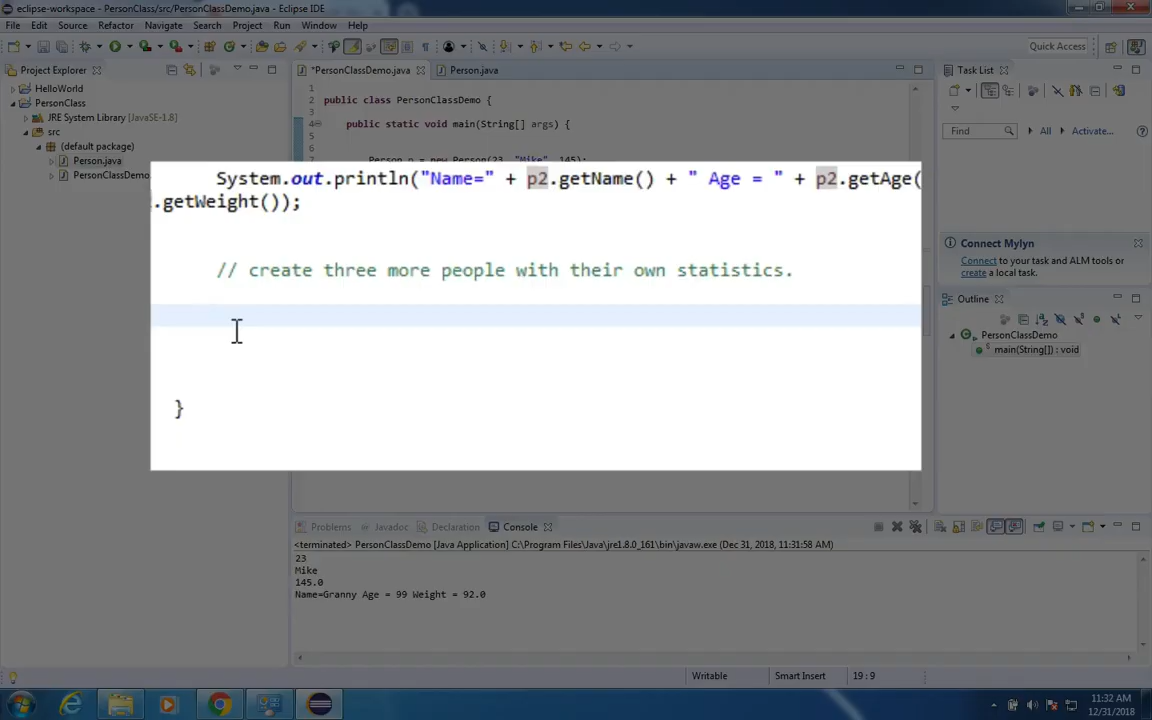 eclipse-workspace - PersonClass/src/PersonClassDemo.java - Eclipse IDE
File Edit Source Refactor Navigate Search Project Run Window Help
Quick Access
Project Explorer
*PersonClassDemo.java
Person.java
Task List
HelloWorld
PersonClass
JRE System Library [JavaSE-1.8]
src
(default package)
Person.java
PersonClassDemo.
1
2 public class PersonClassDemo {
3
4 public static void main(String[] args) {
5
6
7 Person p = new Person(23, "Mike", 145);
Find
All
Activate...
System.out.println("Name=" + p2.getName() + " Age = " + p2.getAge(
.getWeight());
// create three more people with their own statistics.
}
Connect Mylyn
Connect to your task and ALM tools or
create a local task.
Outline
PersonClassDemo
main(String[]) : void
Problems Javadoc Declaration Console
<terminated> PersonClassDemo [Java Application] C:\Program Files\Java\jre1.8.0_161\bin\javaw.exe (Dec 31, 2018, 11:31:58 AM)
23
Mike
145.0
Name=Granny Age = 99 Weight = 92.0
Writable
Smart Insert
19 : 9
11:32 AM
12/31/2018